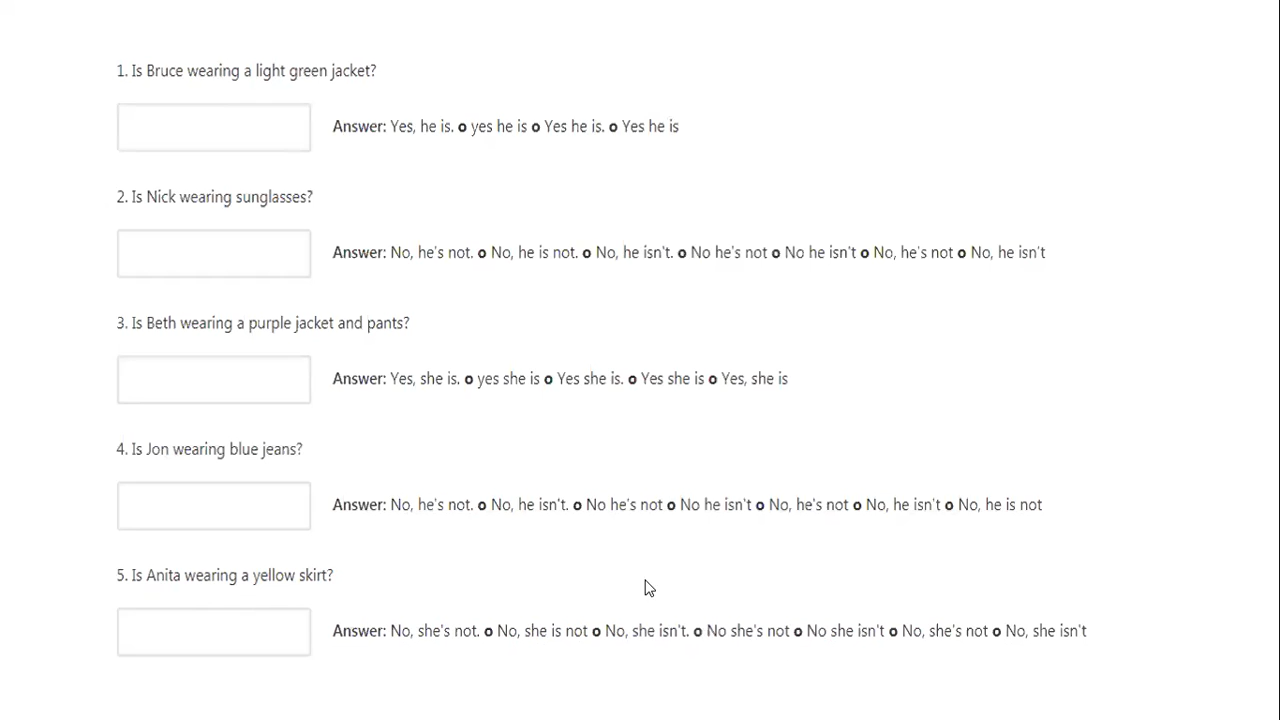 1. Is Bruce wearing a light green jacket?
Answer: Yes, he is. o yes he is o Yes he is. o Yes he is
2. Is Nick wearing sunglasses?
Answer: No, he's not. o No, he is not. o No, he isn't. o No he's not o No he isn't o No, he's not o No, he isn't
3. Is Beth wearing a purple jacket and pants?
Answer: Yes, she is. o yes she is o Yes she is. o Yes she is o Yes, she is
4. Is Jon wearing blue jeans?
Answer: No, he's not. o No, he isn't. o No he's not o No he isn't o No, he's not o No, he isn't o No, he is not
5. Is Anita wearing a yellow skirt?
Answer: No, she's not. o No, she is not o No, she isn't. o No she's not o No she isn't o No, she's not o No, she isn't